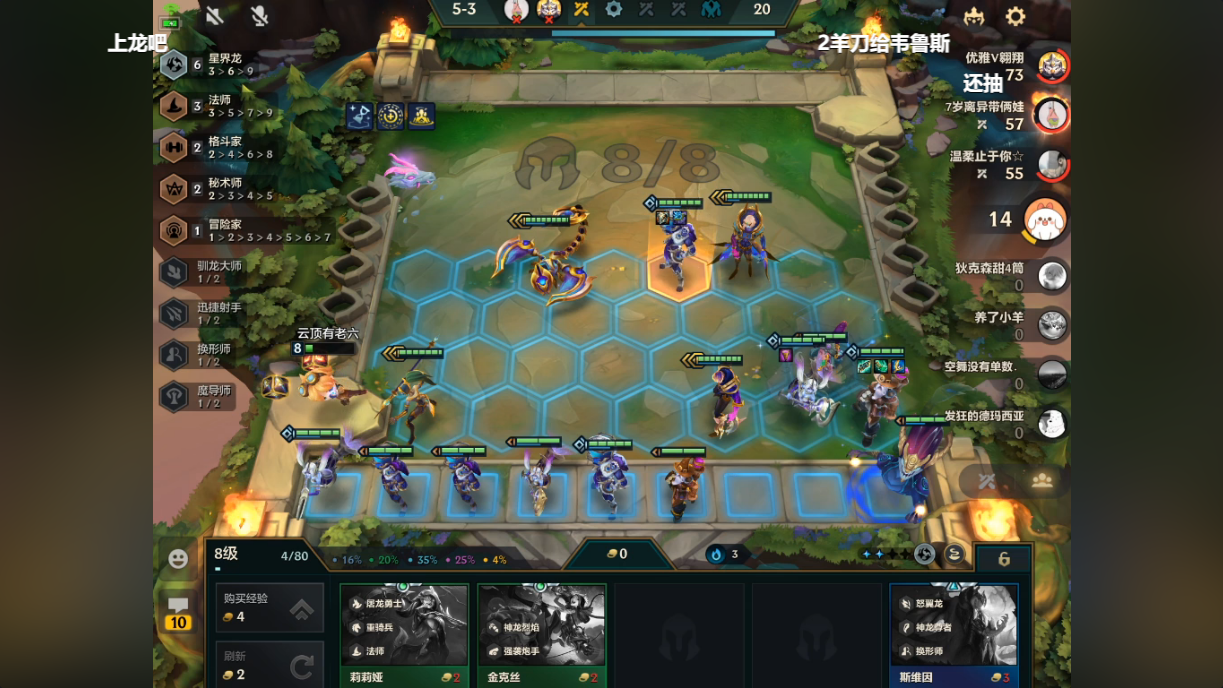 5-3
20
上龙吧
2羊刀给韦鲁斯
还抽
6 星界龙
3 > 6 > 9
3 法师
3 > 5 > 7 > 9
2 格斗家
2 > 4 > 6 > 8
2 秘术师
2 > 3 > 4 > 5
1 冒险家
1 > 2 > 3 > 4 > 5 > 6 > 7
驯龙大师
1 / 2
迅捷射手
1 / 2
换形师
1 / 2
魔导师
1 / 2
8/8
优雅V翱翔
73
7岁离异带俩娃
57
温柔止于你☆
55
14
狄克森甜4筒
0
养了小羊
0
空舞没有单数.
0
发狂的德玛西亚
0
云顶有老六
8
8级
4/80
16% 20% 35% 25% 4%
0
3
6
10
购买经验
4
刷新
2
屠龙勇士
重骑兵
法师
莉莉娅 2
神龙烈焰
强袭炮手
金克丝 2
怒翼龙
神龙尊者
换形师
斯维因 3